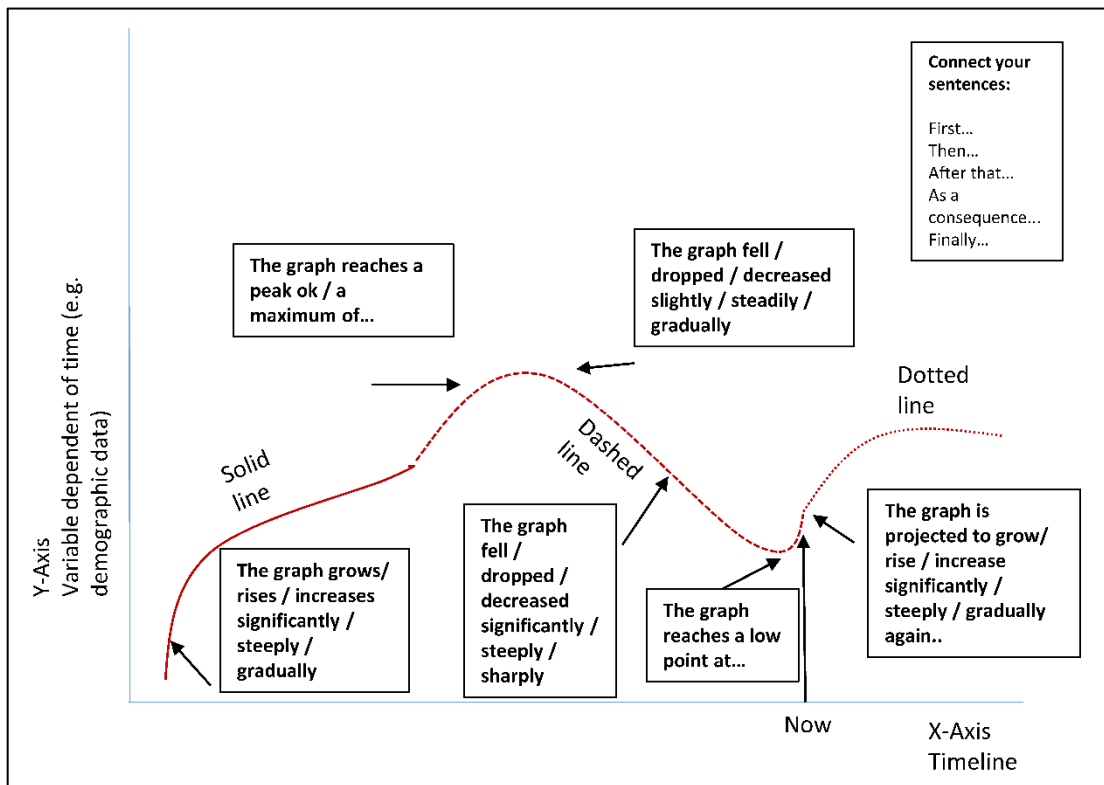 Connect your
sentences:
First...
Then...
After that...
As a
consequence...
Finally...
The graph reaches a
peak ok / a
maximum of...
The graph fell /
dropped / decreased
slightly / steadily /
gradually
Dotted
line
Dashed
line
Solid
line
Y-Axis
Variable dependent of time (e.g.
demographic data)
The graph grows/
rises / increases
significantly /
steeply /
gradually
The graph
fell /
dropped /
decreased
significantly /
steeply /
sharply
The graph
reaches a low
point at...
The graph is
projected to grow/
rise / increase
significantly /
steeply / gradually
again..
Now
X-Axis
Timeline